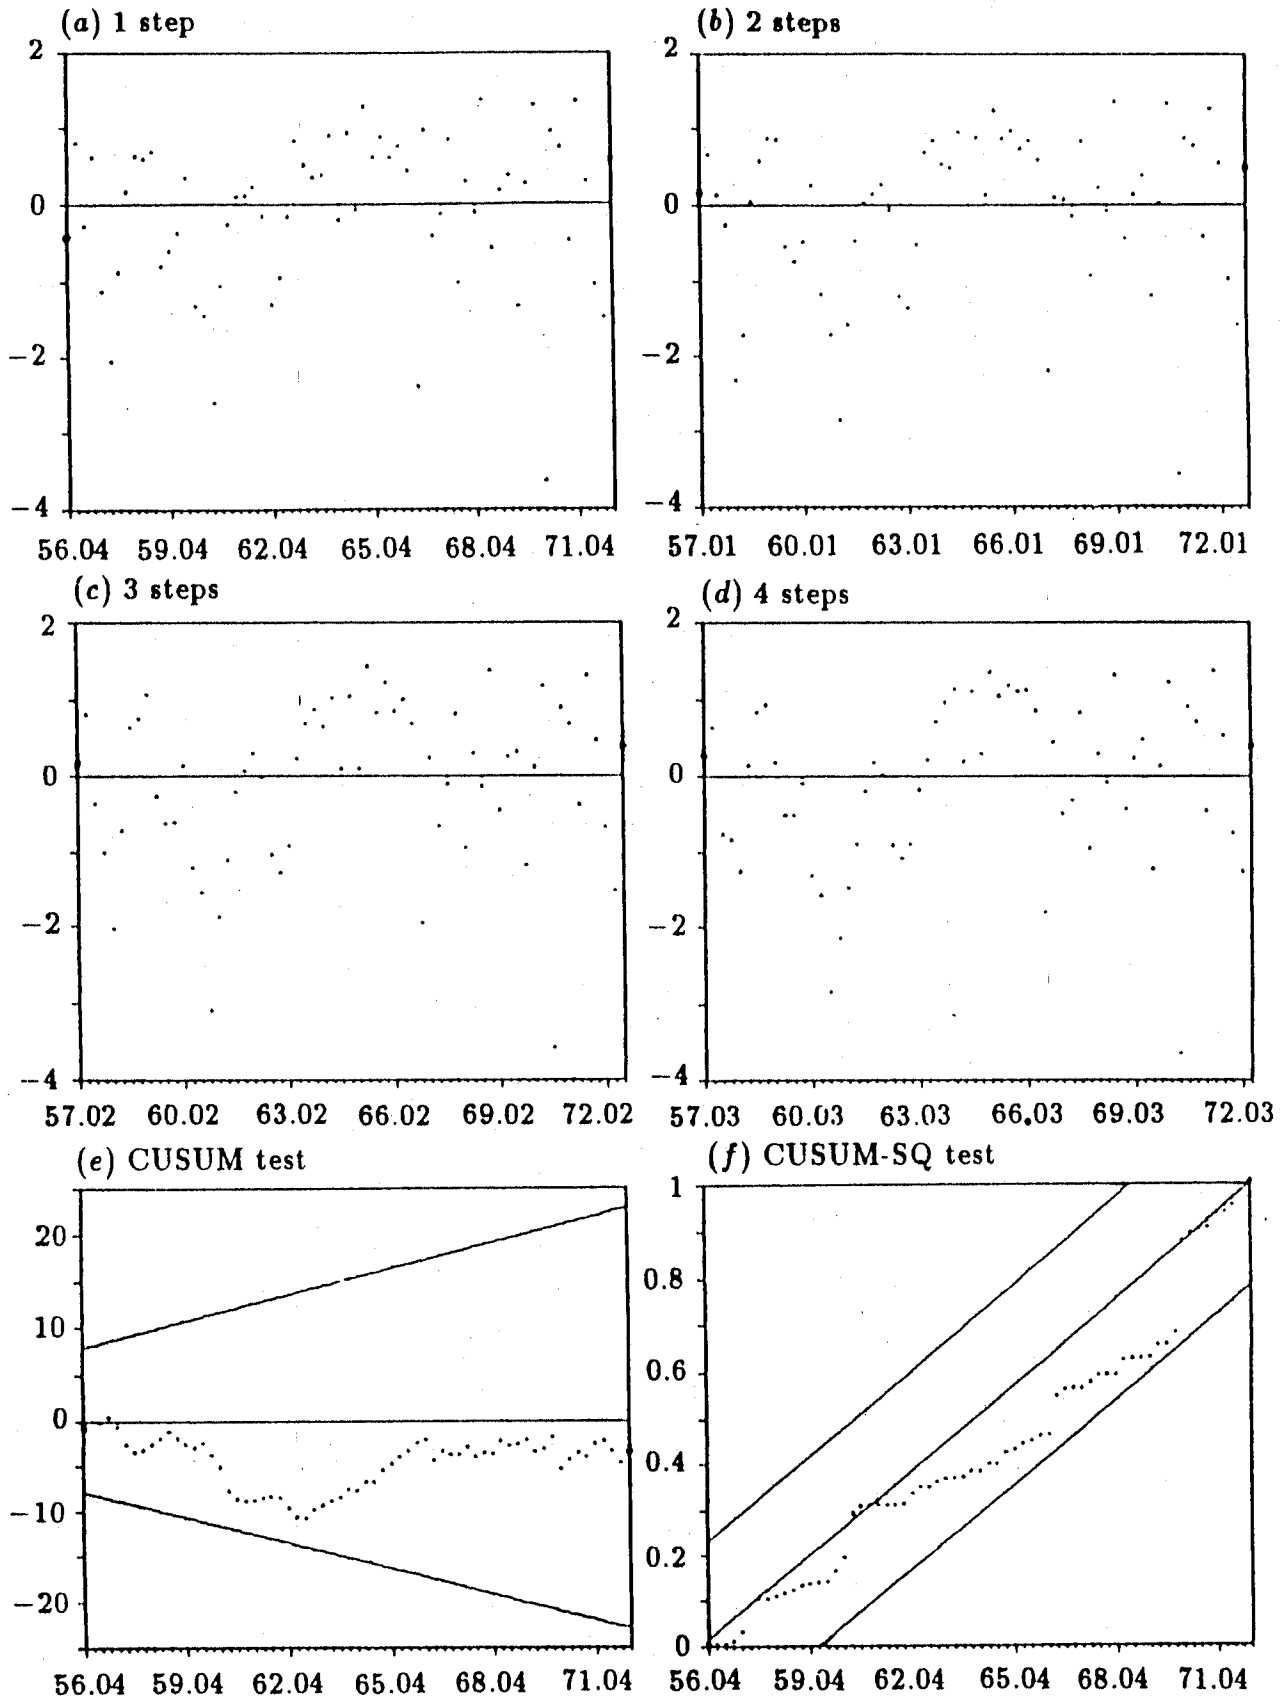 (a) 1 step
(b) 2 steps
2
0
−2
−4
56.04 59.04 62.04 65.04 68.04 71.04
2
0
−2
−4
57.01 60.01 63.01 66.01 69.01 72.01
(c) 3 steps
(d) 4 steps
2
0
−2
−4
57.02 60.02 63.02 66.02 69.02 72.02
2
0
−2
−4
57.03 60.03 63.03 66.03 69.03 72.03
(e) CUSUM test
(f) CUSUM-SQ test
20
10
0
−10
−20
56.04 59.04 62.04 65.04 68.04 71.04
1
0.8
0.6
0.4
0.2
0
56.04 59.04 62.04 65.04 68.04 71.04